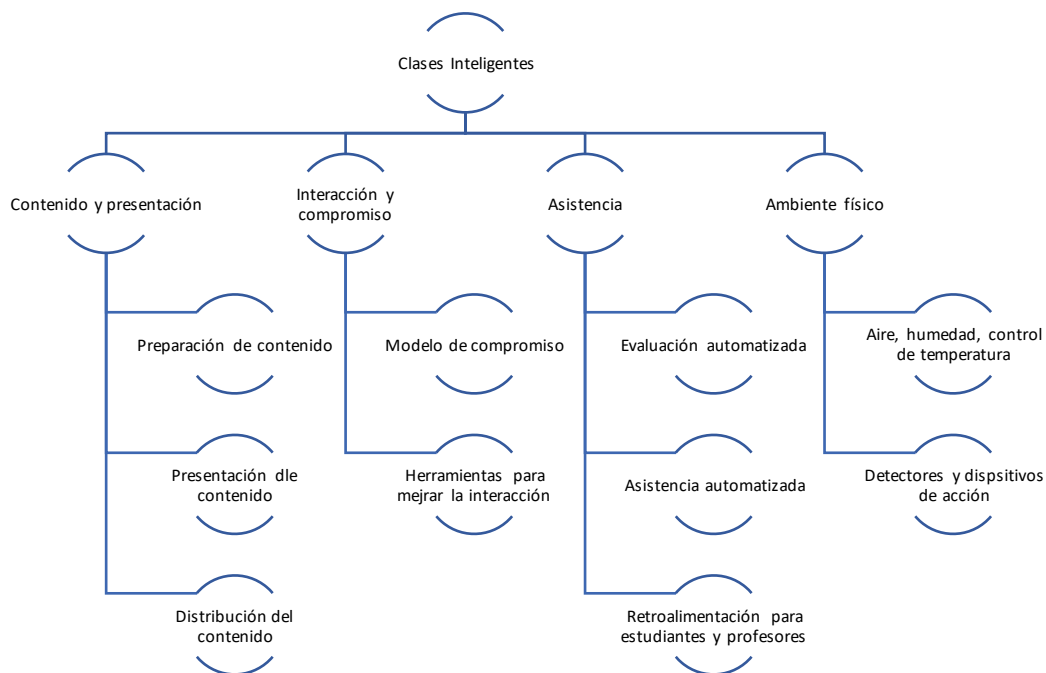 Clases Inteligentes
Contenido y presentación
Interacción y
compromiso
Asistencia
Ambiente físico
Preparación de contenido
Modelo de compromiso
Evaluación automatizada
Aire, humedad, control
de temperatura
Presentación dle
contenido
Herramientas para
mejrar la interacción
Asistencia automatizada
Detectores y dispsitivos
de acción
Distribución del
contenido
Retroalimentación para
estudiantes y profesores